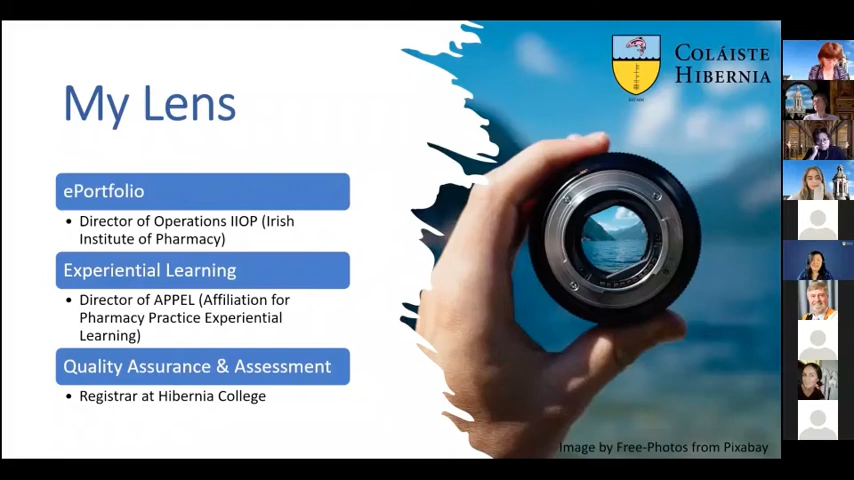 My Lens
ePortfolio
• Director of Operations IIOP (Irish
Institute of Pharmacy)
Experiential Learning
• Director of APPEL (Affiliation for
Pharmacy Practice Experiential
Learning)
Quality Assurance & Assessment
• Registrar at Hibernia College
COLÁISTE
HIBERNIA
Image by Free-Photos from Pixabay